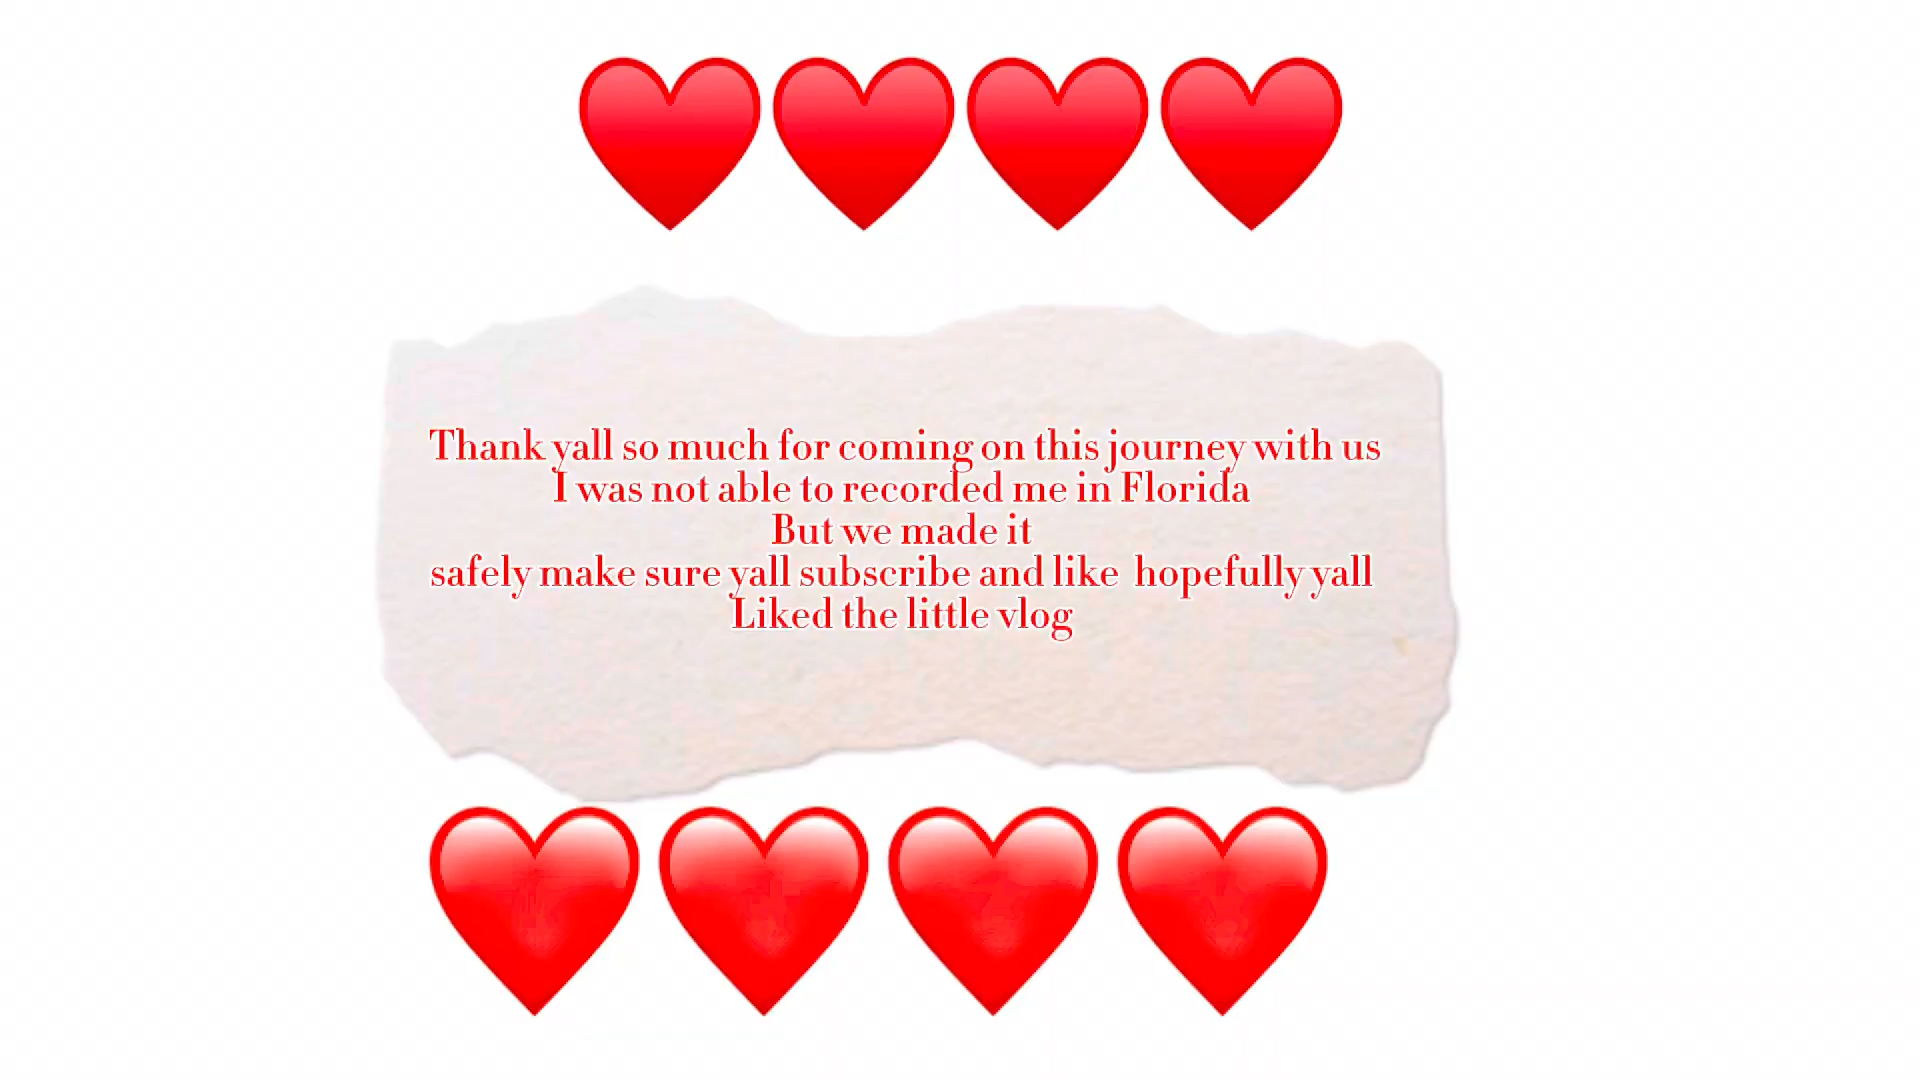 Thank yall so much for coming on this journey with us
I was not able to recorded me in Florida
But we made it
safely make sure yall subscribe and like hopefully yall
Liked the little vlog